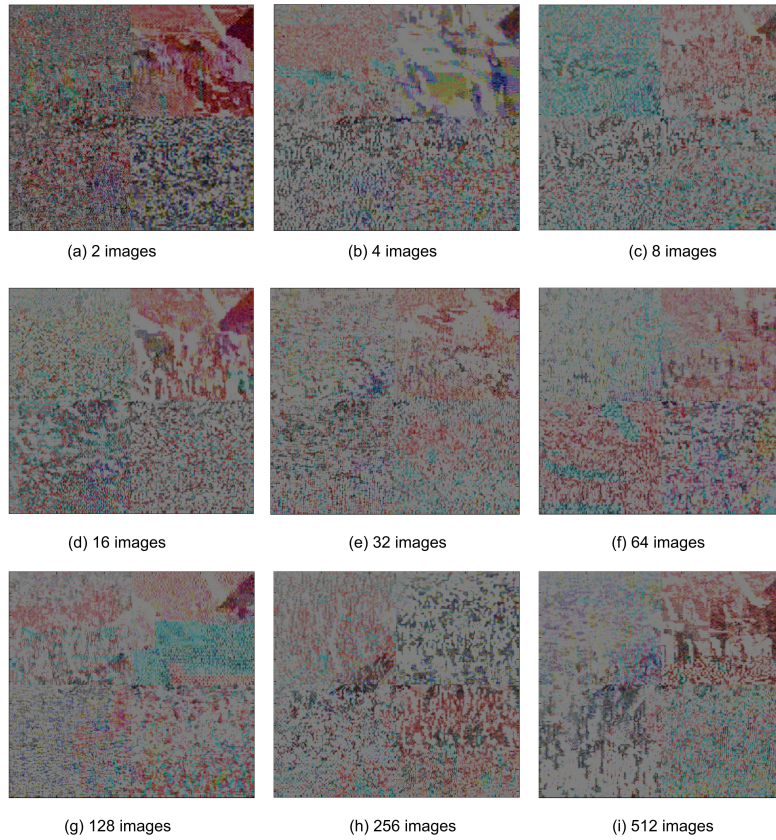 (a) 2 images
(b) 4 images
(c) 8 images
(d) 16 images
(e) 32 images
(f) 64 images
(g) 128 images
(h) 256 images
(i) 512 images